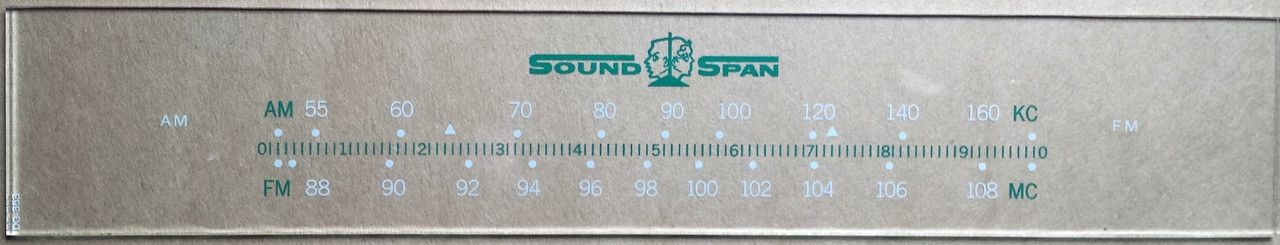 SOUND SPAN
AM 55 60 70 80 90 100 120 140 160 KC
AM
FM
0 1 2 3 4 5 6 7 8 9 0
FM 88 90 92 94 96 98 100 102 104 106 108 MC